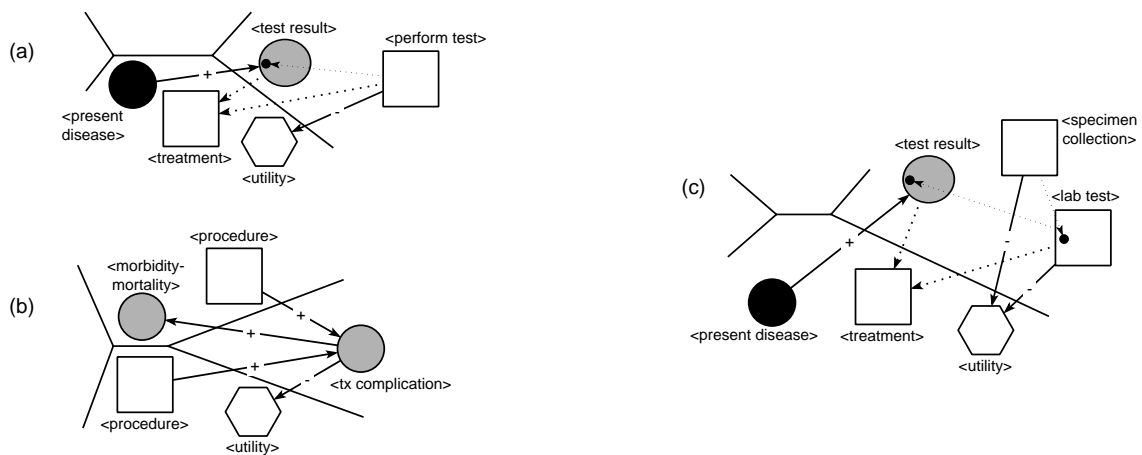 (a)
<test result>
<perform test>
+
-
<present
disease>
<treatment>
<utility>
(b)
<procedure>
<morbidity-
mortality>
+
+
+
-
<procedure>
<tx complication>
<utility>
(c)
<specimen
collection>
<test result>
<lab test>
+
-
-
<present disease>
<treatment>
<utility>